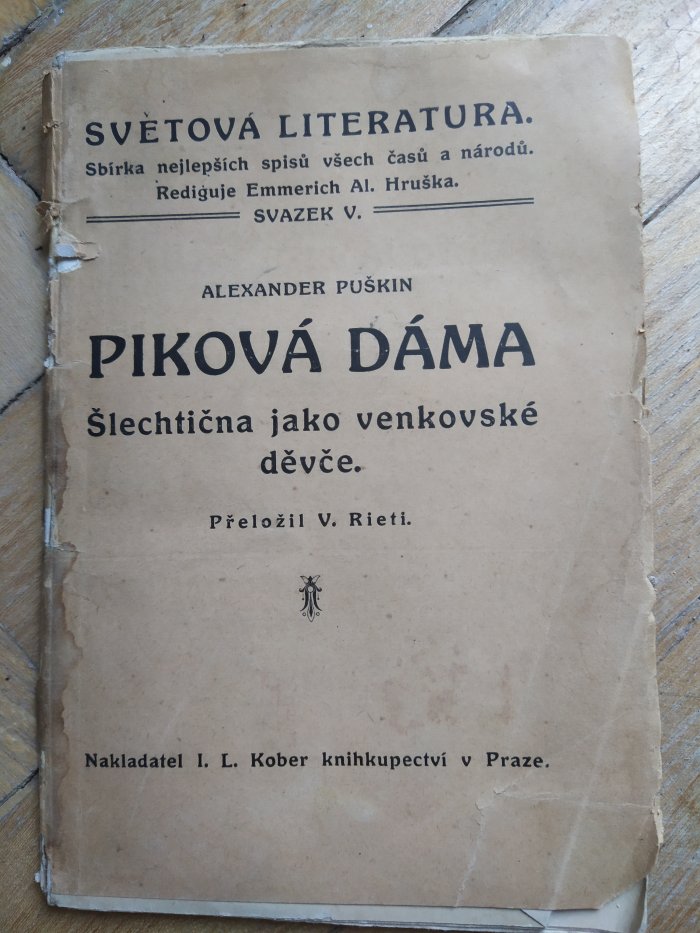 SVĚTOVÁ LITERATURA.
Sbírka nejlepších spisů všech časů a národů.
Rediguje Emmerich Al. Hruška.
SVAZEK V.
ALEXANDER PUŠKIN
PIKOVÁ DÁMA
Šlechtična jako venkovské
děvče.
Přeložil V. Rieti.
Nakladatel I. L. Kober knihkupectví v Praze.